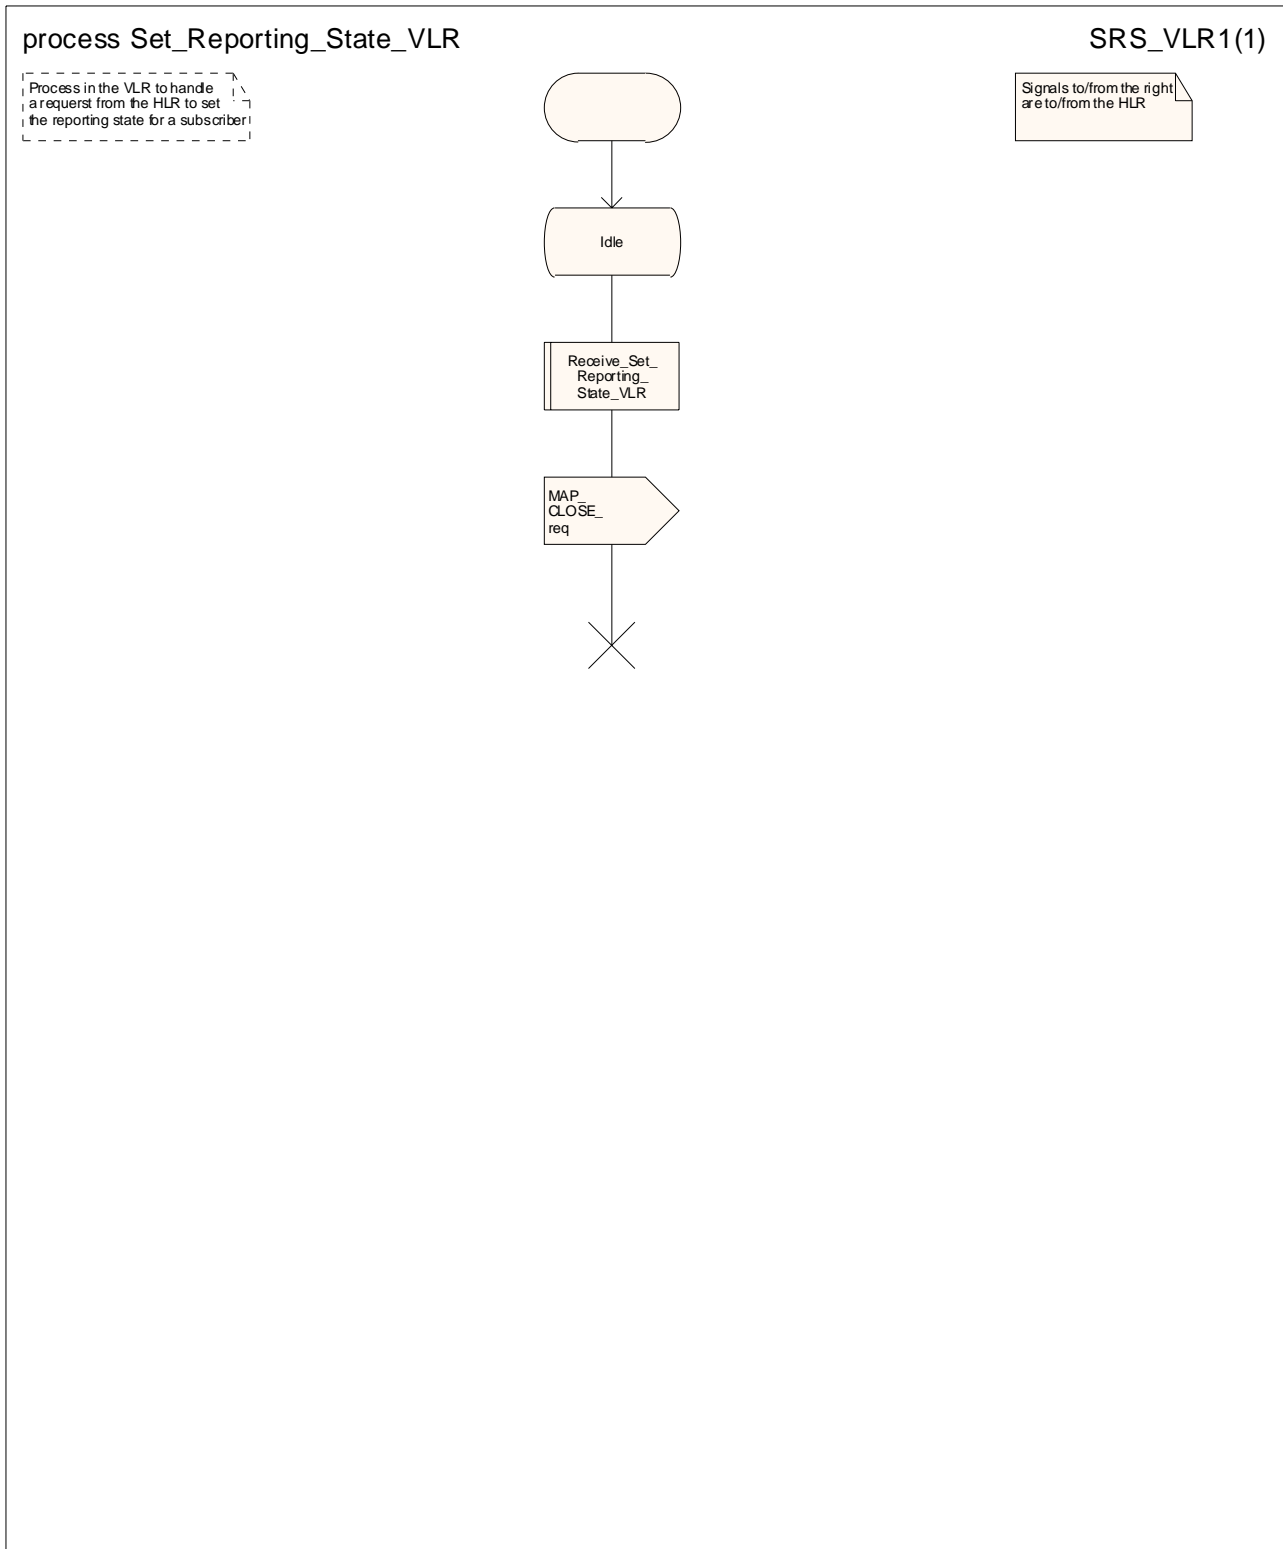 process Set_Reporting_State_VLR
SRS_VLR1(1)
Process in the VLR to handle
a requerst from the HLR to set
the reporting state for a subscriber
Signals to/from the right
are to/from the HLR
Idle
Receive_Set_
Reporting_
State_VLR
MAP_
CLOSE_
req